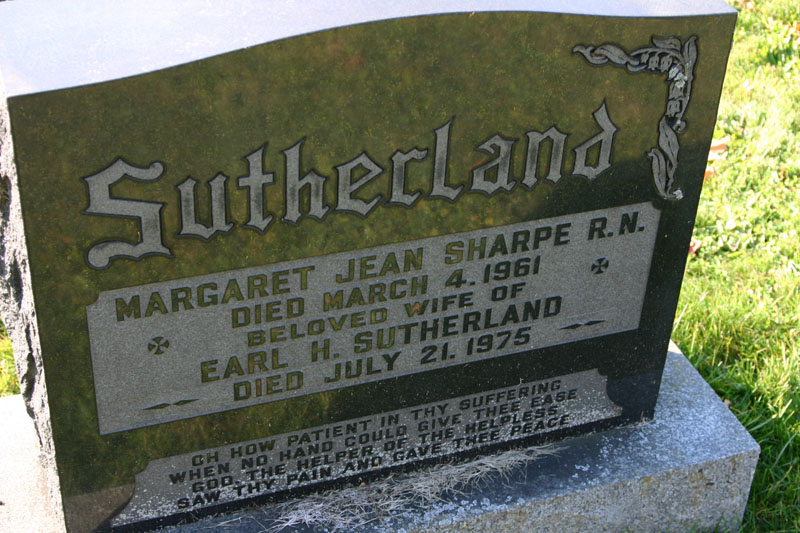 Sutherland
MARGARET JEAN SHARPE R.N.
DIED MARCH 4. 1961
BELOVED WIFE OF
EARL H. SUTHERLAND
DIED JULY 21. 1975
OH HOW PATIENT IN THY SUFFERING
WHEN NO HAND COULD GIVE THEE EASE
GOD, THE HELPER OF THE HELPLESS,
SAW THY PAIN AND GAVE THEE PEACE